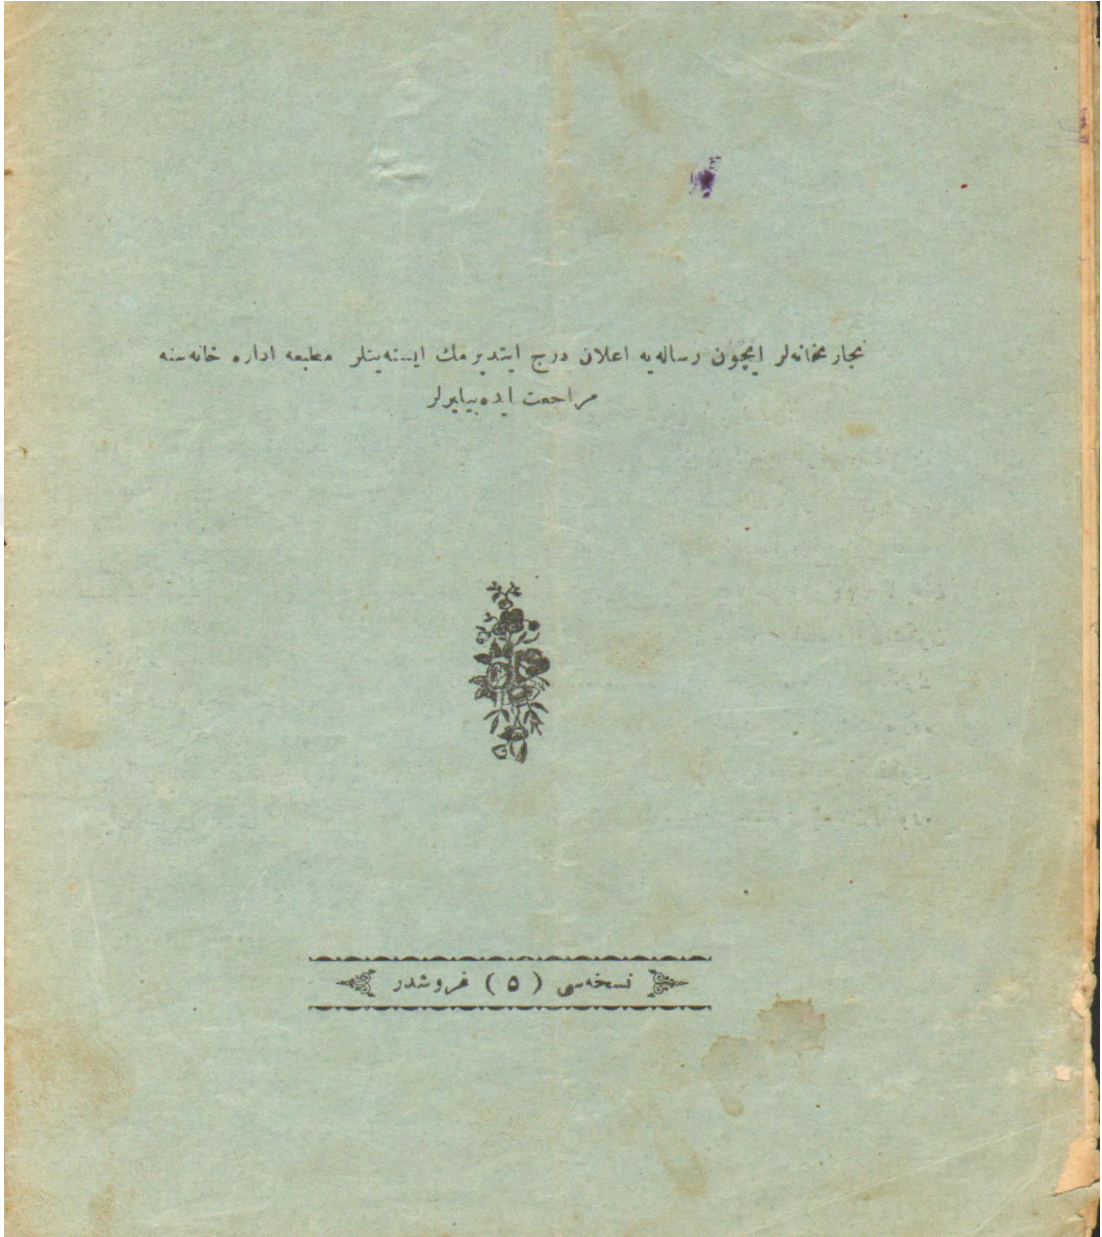 تجارتخانه‌لر ایچون رساله‌یه اعلان درج ایتدیرمك ایسته‌ینلر مطبعه اداره خانه‌سنه
مراجعت ایده‌بیلیرلر
نسخه‌سی ( ٥ ) غروشدر